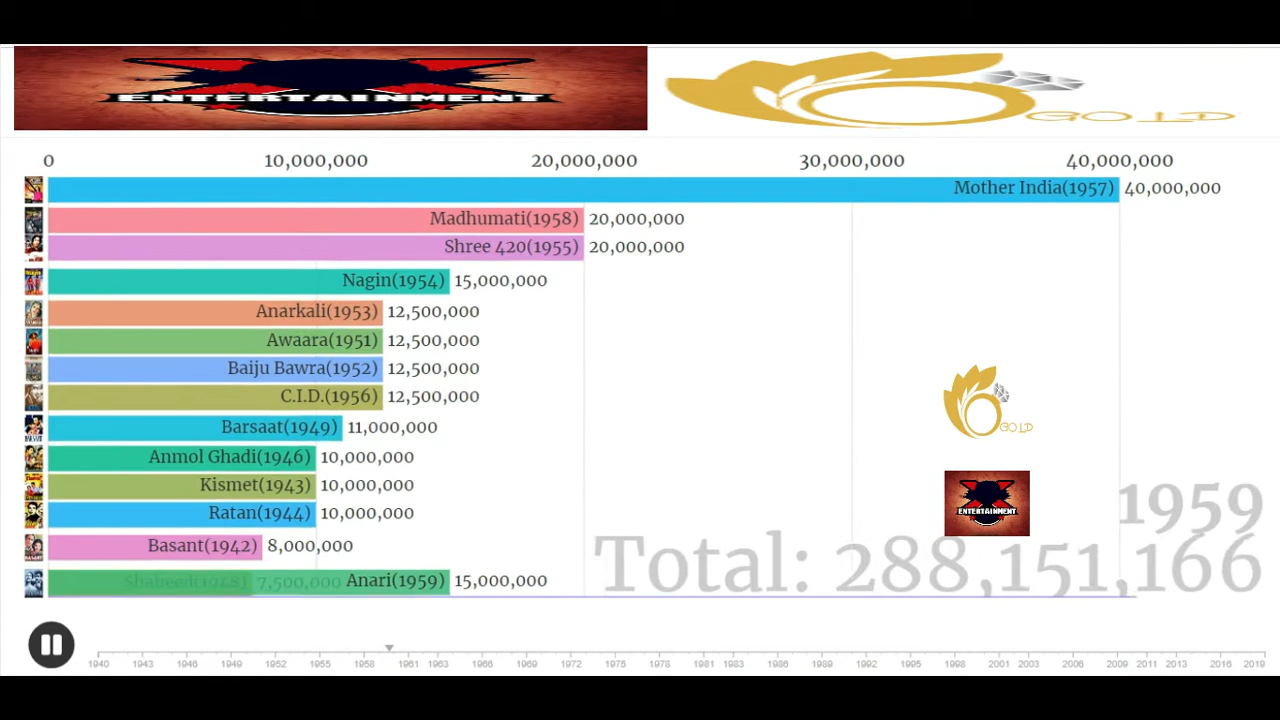 ENTERTAINMENT
GOLD
0 10,000,000 20,000,000 30,000,000 40,000,000
Mother India(1957) 40,000,000
Madhumati(1958) 20,000,000
Shree 420(1955) 20,000,000
Nagin(1954) 15,000,000
Anarkali(1953) 12,500,000
Awaara(1951) 12,500,000
Baiju Bawra(1952) 12,500,000
C.I.D.(1956) 12,500,000
Barsaat(1949) 11,000,000
GOLD
Anmol Ghadi(1946) 10,000,000
Kismet(1943) 10,000,000
ENTERTAINMENT
1959
Ratan(1944) 10,000,000
Basant(1942) 8,000,000
Total: 288,151,166
Shaheed(1948) 7,500,000 Anari(1959) 15,000,000
1940 1943 1946 1949 1952 1955 1958 1961 1963 1966 1969 1972 1975 1978 1981 1983 1986 1989 1992 1995 1998 2001 2003 2006 2009 2011 2013 2016 2019